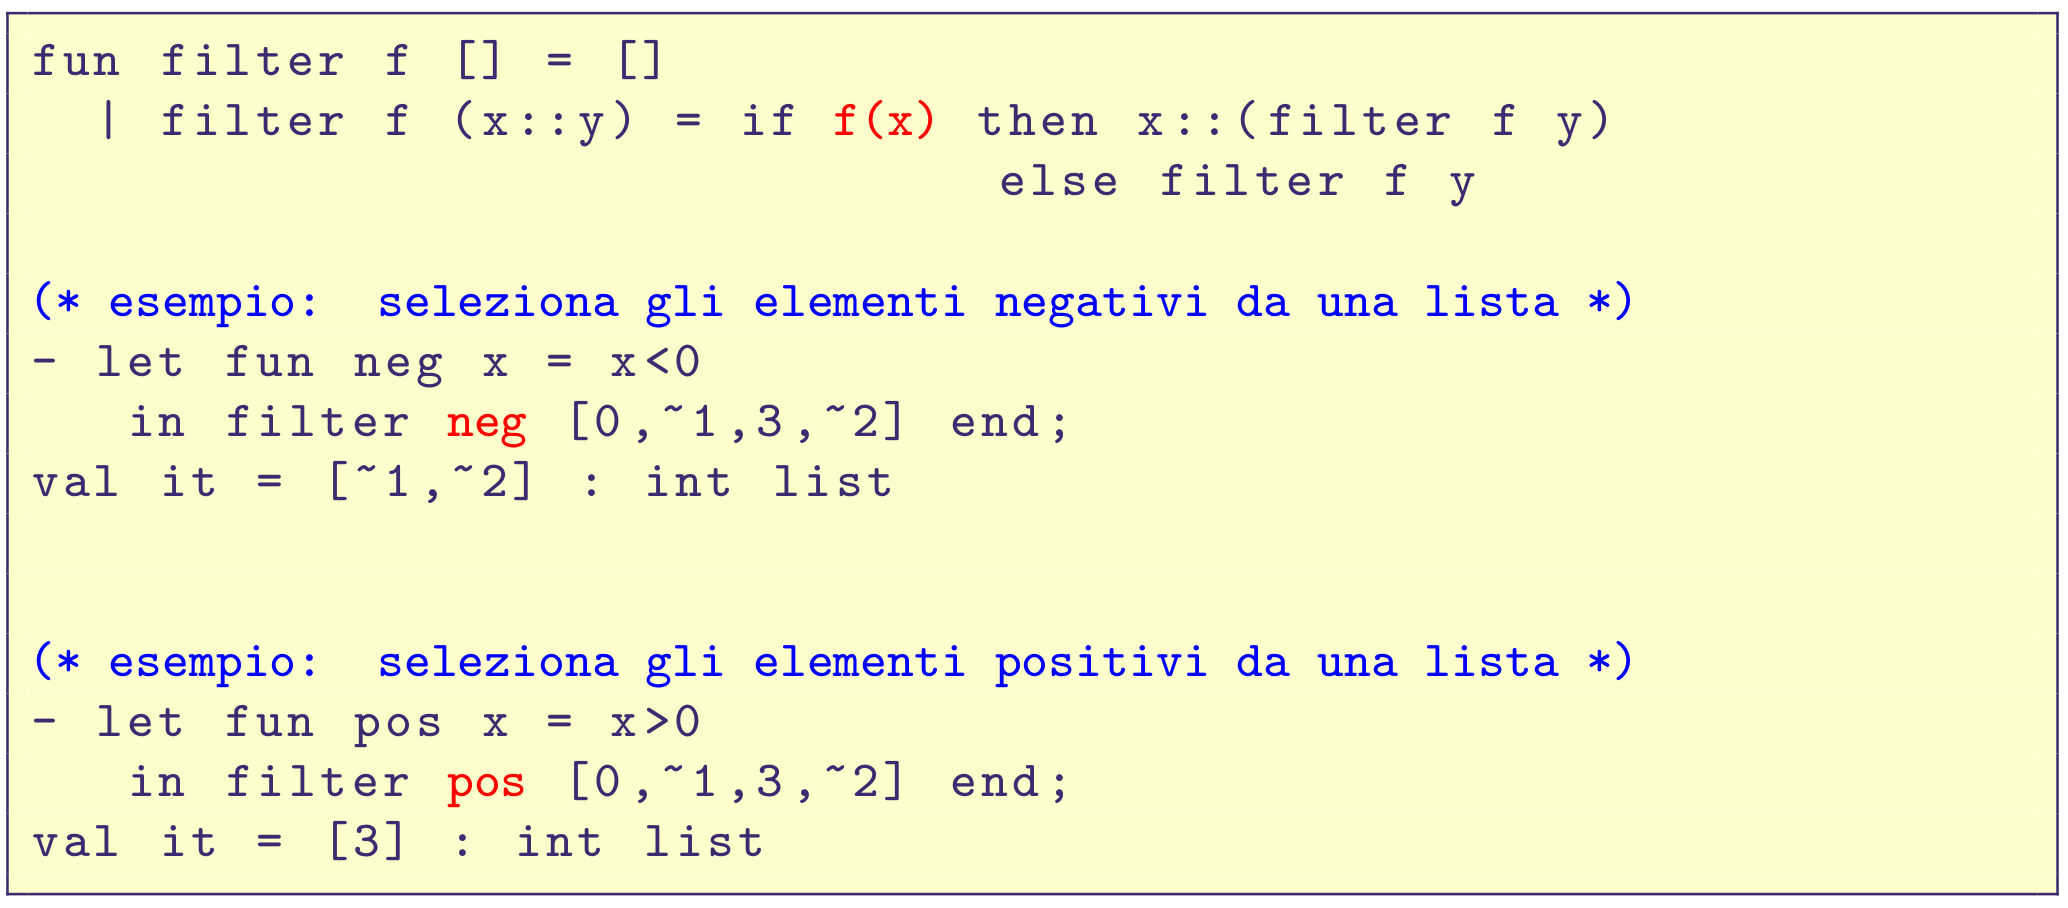 fun filter f [] = []
  | filter f (x::y) = if f(x) then x::(filter f y)
                              else filter f y
(* esempio:  seleziona gli elementi negativi da una lista *)
- let fun neg x = x<0
   in filter neg [0,~1,3,~2] end;
val it = [~1,~2] : int list
(* esempio:  seleziona gli elementi positivi da una lista *)
- let fun pos x = x>0
   in filter pos [0,~1,3,~2] end;
val it = [3] : int list